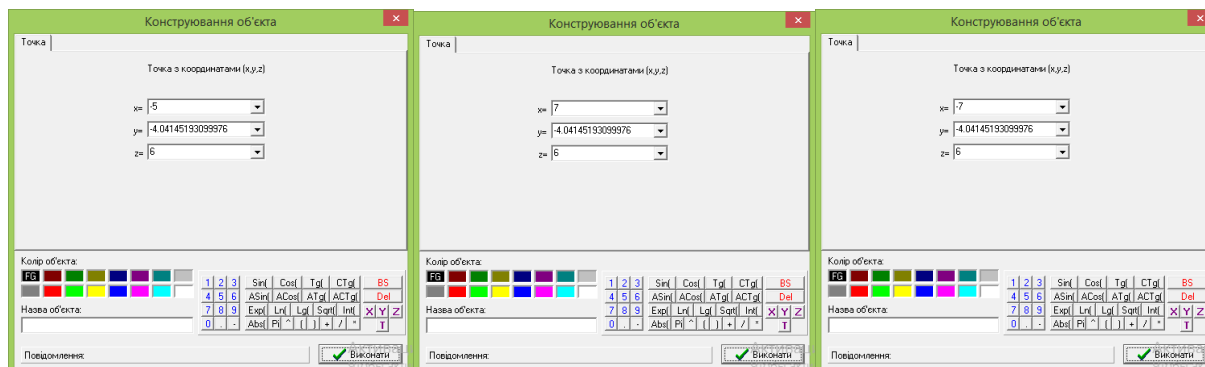 Конструювання об'єкта
Точка
Точка з координатами (x,y,z)
x= -5
y= -4.04145193099976
z= 6
Колір об'єкта:
FG
1 2 3 Sin( Cos( Tg( CTg( BS
4 5 6 ASin( ACos( ATg( ACTg( Del
Назва об'єкта:
7 8 9 Exp( Ln( Lg( Sqrt( Int( X Y Z
0 . - Abs( Pi ^ ( ) + / * T
Повідомлення:
Виконати
Конструювання об'єкта
Точка
Точка з координатами (x,y,z)
x= 7
y= -4.04145193099976
z= 6
Колір об'єкта:
FG
1 2 3 Sin( Cos( Tg( CTg( BS
4 5 6 ASin( ACos( ATg( ACTg( Del
Назва об'єкта:
7 8 9 Exp( Ln( Lg( Sqrt( Int( X Y Z
0 . - Abs( Pi ^ ( ) + / * T
Повідомлення:
Виконати
Конструювання об'єкта
Точка
Точка з координатами (x,y,z)
x= -7
y= -4.04145193099976
z= 6
Колір об'єкта:
FG
1 2 3 Sin( Cos( Tg( CTg( BS
4 5 6 ASin( ACos( ATg( ACTg( Del
Назва об'єкта:
7 8 9 Exp( Ln( Lg( Sqrt( Int( X Y Z
0 . - Abs( Pi ^ ( ) + / * T
Повідомлення:
Виконати